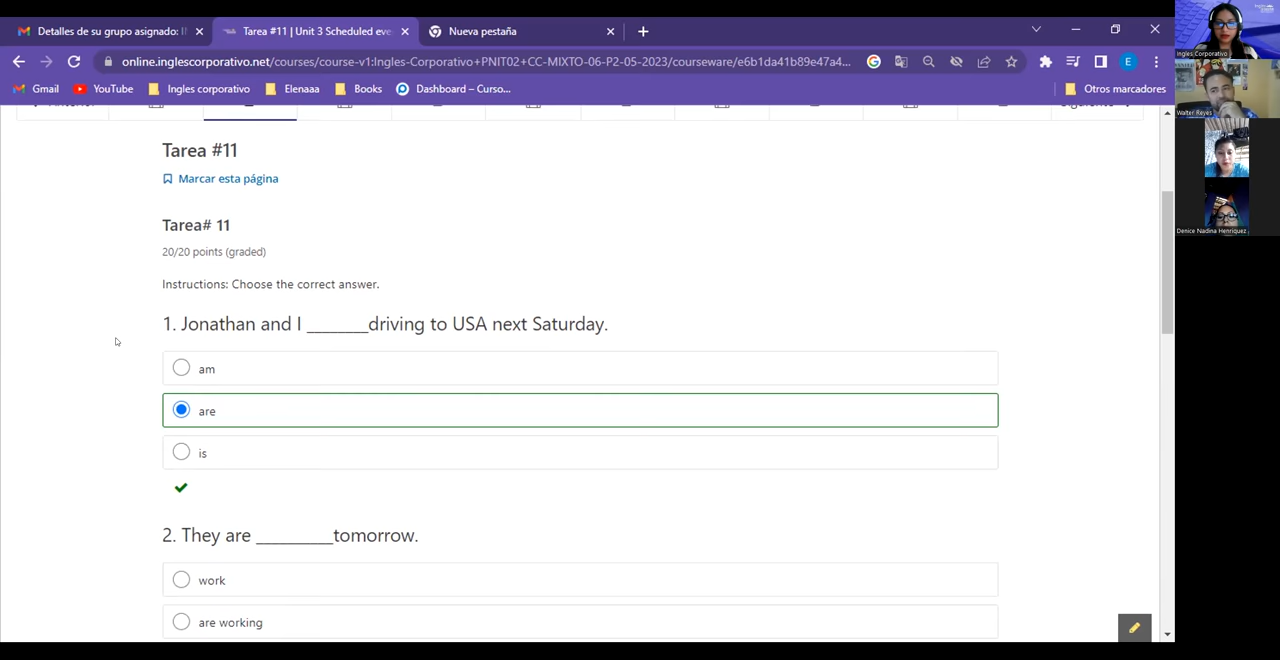 Detalles de su grupo asignado: I
Tarea #11 | Unit 3 Scheduled eve
Nueva pestaña
online.inglescorporativo.net/courses/course-v1:Ingles-Corporativo+PNIT02+CC-MIXTO-06-P2-05-2023/courseware/e6b1da41b89e47a4...
Gmail
YouTube
Ingles corporativo
Elenaaa
Books
Dashboard – Curso...
Otros marcadores
Tarea #11
Marcar esta página
Tarea# 11
20/20 points (graded)
Instructions: Choose the correct answer.
1. Jonathan and I _______driving to USA next Saturday.
am
are
is
2. They are _________tomorrow.
work
are working
Ingles Corporativo
Walter Reyes
Denice Nadina Henriquez